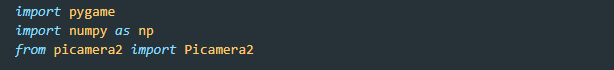 import pygame
import numpy as np
from picamera2 import Picamera2